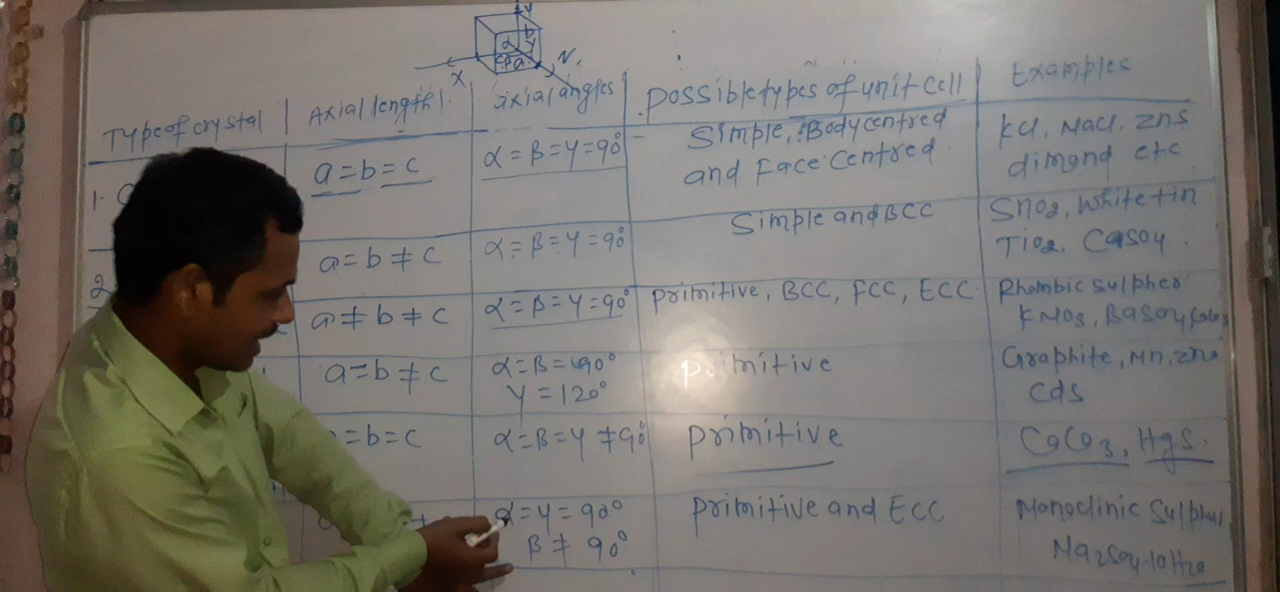 Type of crystal | Axial length | Axial angles | possible types of unit cell | Examples
1. a = b = c | α = β = γ = 90° | Simple, Body centred and Face Centred | KCl, NaCl, ZnS dimond etc
2 a = b ≠ c | α = β = γ = 90° | Simple and BCC | SnO2, White tin TiO2, CaSO4
a ≠ b ≠ c | α = β = γ = 90° | primitive, BCC, FCC, ECC | Rhombic sulpher KNO3, BaSO4
a = b ≠ c | α = β = 90° γ = 120° | primitive | Graphite, Mn, ZnO CdS
= b = c | α = β = γ ≠ 90° | primitive | CaCO3, HgS.
α = γ = 90° β ≠ 90° | primitive and ECC | Monoclinic Sulphur Na2SO4.10H2O